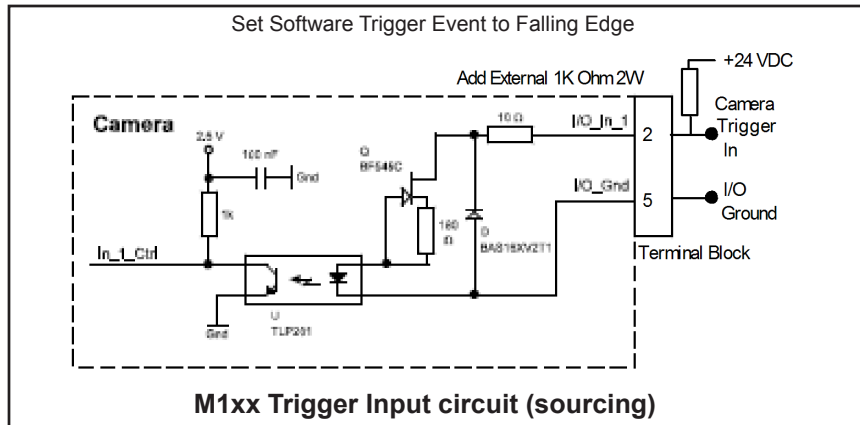 Set Software Trigger Event to Falling Edge
+24 VDC
Add External 1K Ohm 2W
Camera
2,5 V
100 nF
Gnd
Q
BF545C
10 Ω
I/O_In_1
2
Camera
Trigger
In
I/O_Gnd
5
I/O
Ground
1k
180
Ω
D
BAS16XV2T1
In_1_Ctrl
Terminal Block
Gnd
U
TLP281
M1xx Trigger Input circuit (sourcing)